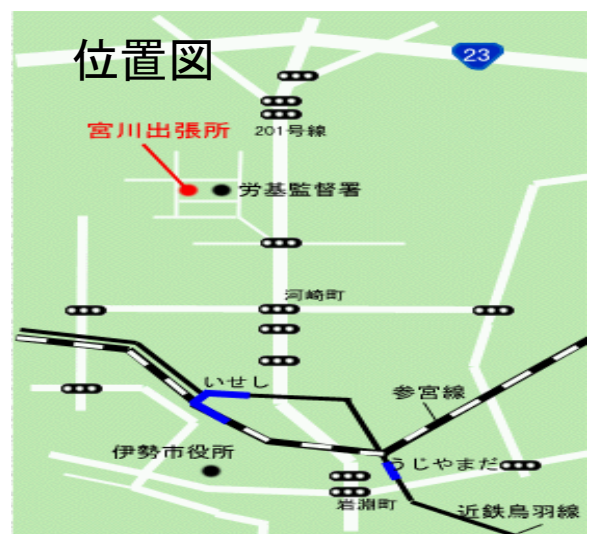 位置図
23
宮川出張所
201号線
労基監督署
河崎町
いせし
参宮線
伊勢市役所
うじやまだ
岩淵町
近鉄鳥羽線